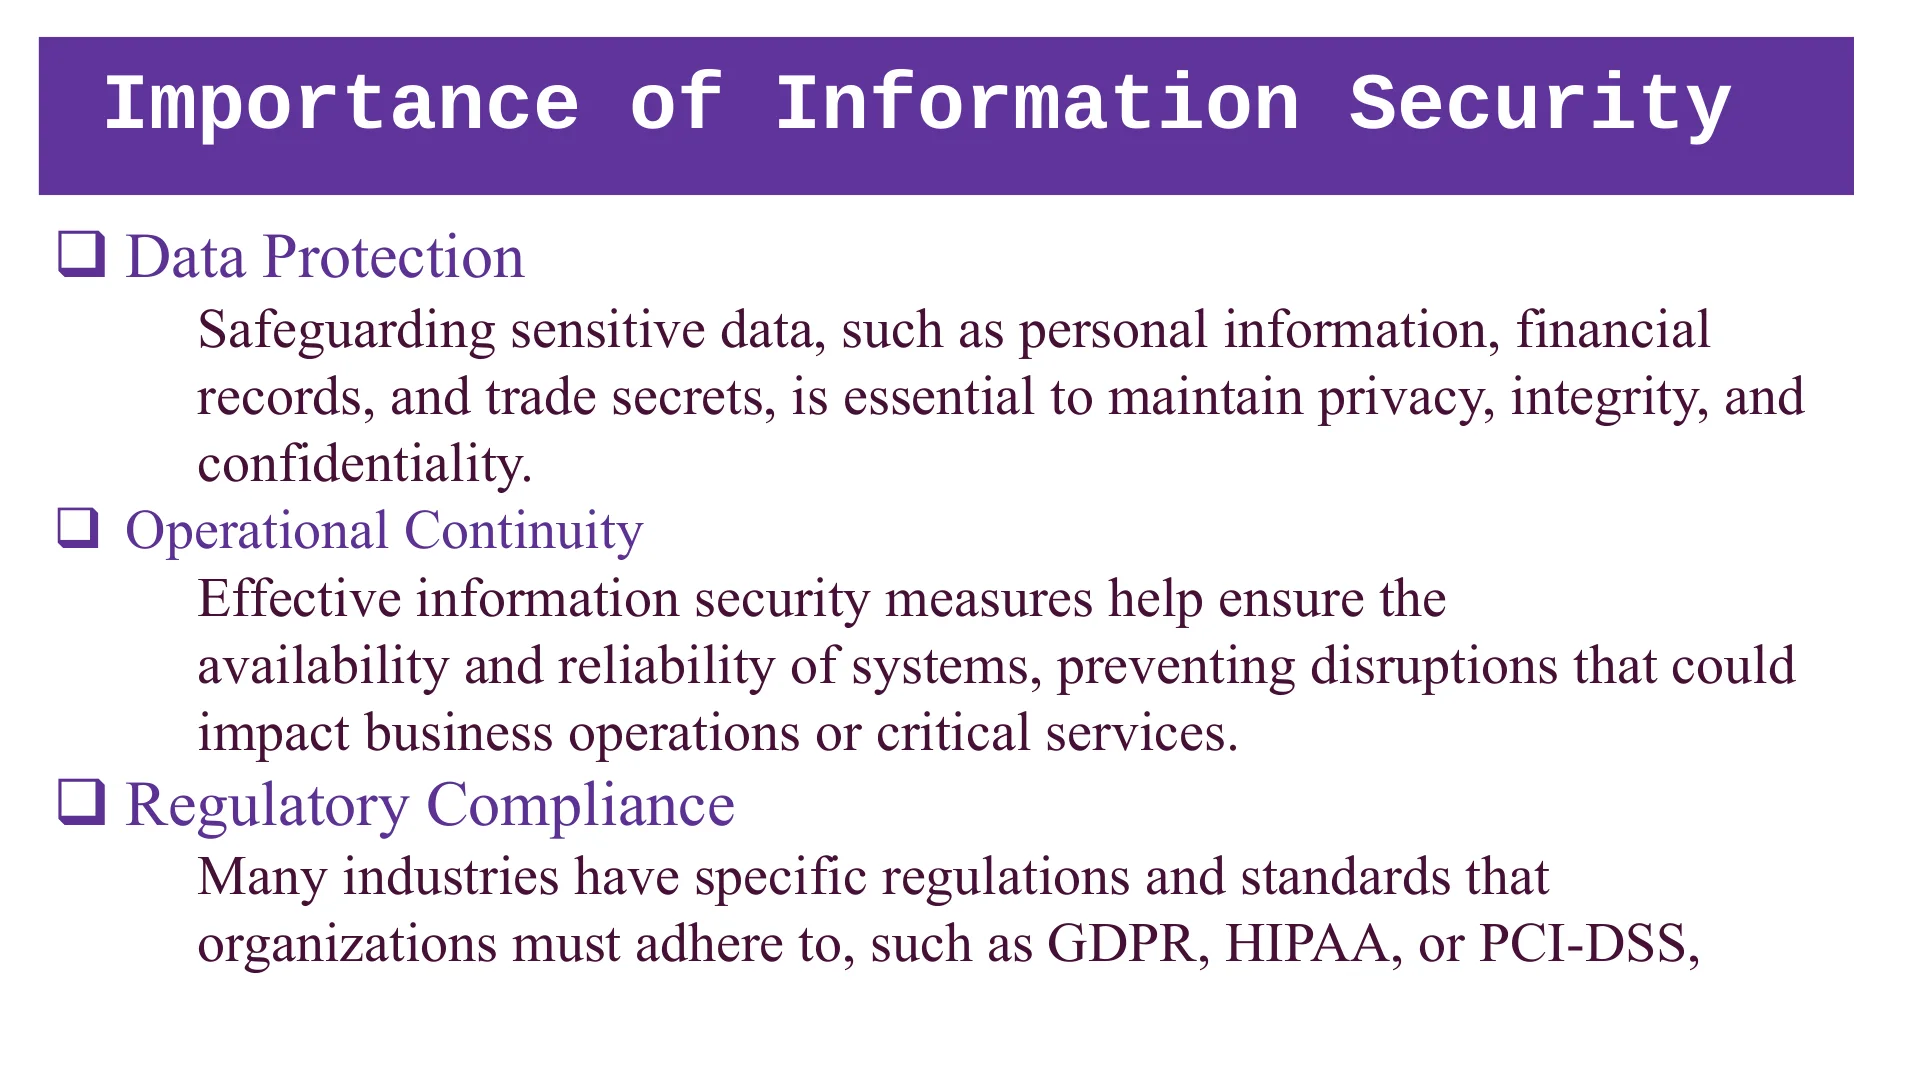 Importance of Information Security
❑ Data Protection
Safeguarding sensitive data, such as personal information, financial
records, and trade secrets, is essential to maintain privacy, integrity, and
confidentiality.
❑ Operational Continuity
Effective information security measures help ensure the
availability and reliability of systems, preventing disruptions that could
impact business operations or critical services.
❑ Regulatory Compliance
Many industries have specific regulations and standards that
organizations must adhere to, such as GDPR, HIPAA, or PCI-DSS,